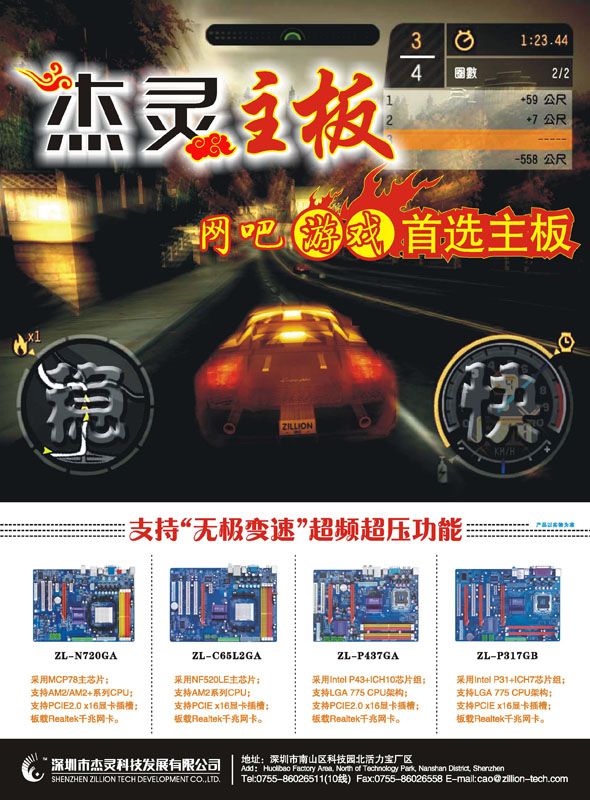 3/4
1:23.44
圈數 2/2
1 +59 公尺
2 +7 公尺
3 -----
-558 公尺
杰灵主板
网吧游戏首选主板
x1
稳
快
KM/H
ZILLION
支持“无极变速”超频超压功能
产品以实物为准
ZL-N720GA
采用MCP78主芯片；
支持AM2/AM2+系列CPU；
支持PCIE2.0 x16显卡插槽；
板载Realtek千兆网卡。
ZL-C65L2GA
采用NF520LE主芯片；
支持AM2系列CPU；
支持PCIE x16显卡插槽；
板载Realtek千兆网卡。
ZL-P437GA
采用Intel P43+ICH10芯片组；
支持LGA 775 CPU架构；
支持PCIE x16显卡插槽；
板载Realtek千兆网卡。
ZL-P317GB
采用Intel P31+ICH7芯片组；
支持LGA 775 CPU架构；
支持PCIE x16显卡插槽；
板载Realtek千兆网卡。
深圳市杰灵科技发展有限公司
SHENZHEN ZILLION TECH DEVELOPMENT CO.,LTD.
地址：深圳市南山区科技园北活力宝厂区
Add：Huolibao Factory Area, North of Technology Park, Nanshan District, Shenzhen
Tel:0755-86026511(10线) Fax:0755-86026558 E-mail:cao@zillion-tech.com